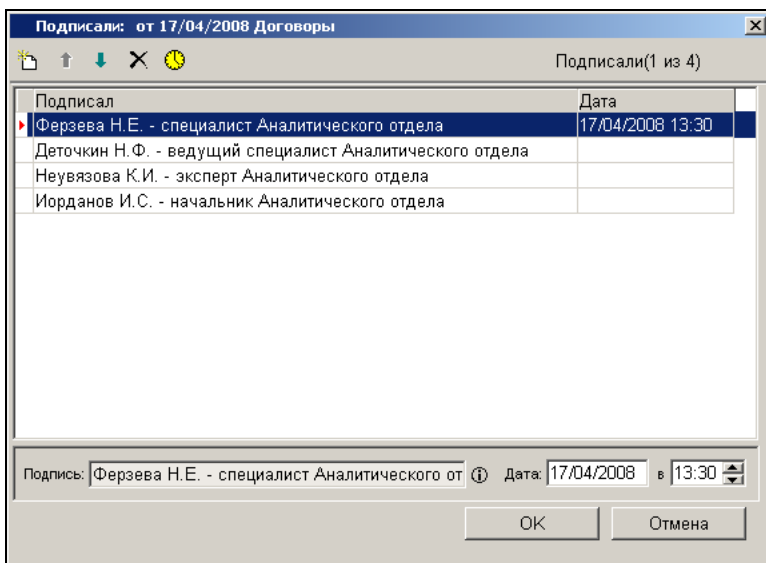 Подписали: от 17/04/2008 Договоры
Подписали(1 из 4)
Подписал Дата
Ферзева Н.Е. - специалист Аналитического отдела 17/04/2008 13:30
Деточкин Н.Ф. - ведущий специалист Аналитического отдела
Неувязова К.И. - эксперт Аналитического отдела
Иорданов И.С. - начальник Аналитического отдела
Подпись: Ферзева Н.Е. - специалист Аналитического от Дата: 17/04/2008 в 13:30
OK Отмена